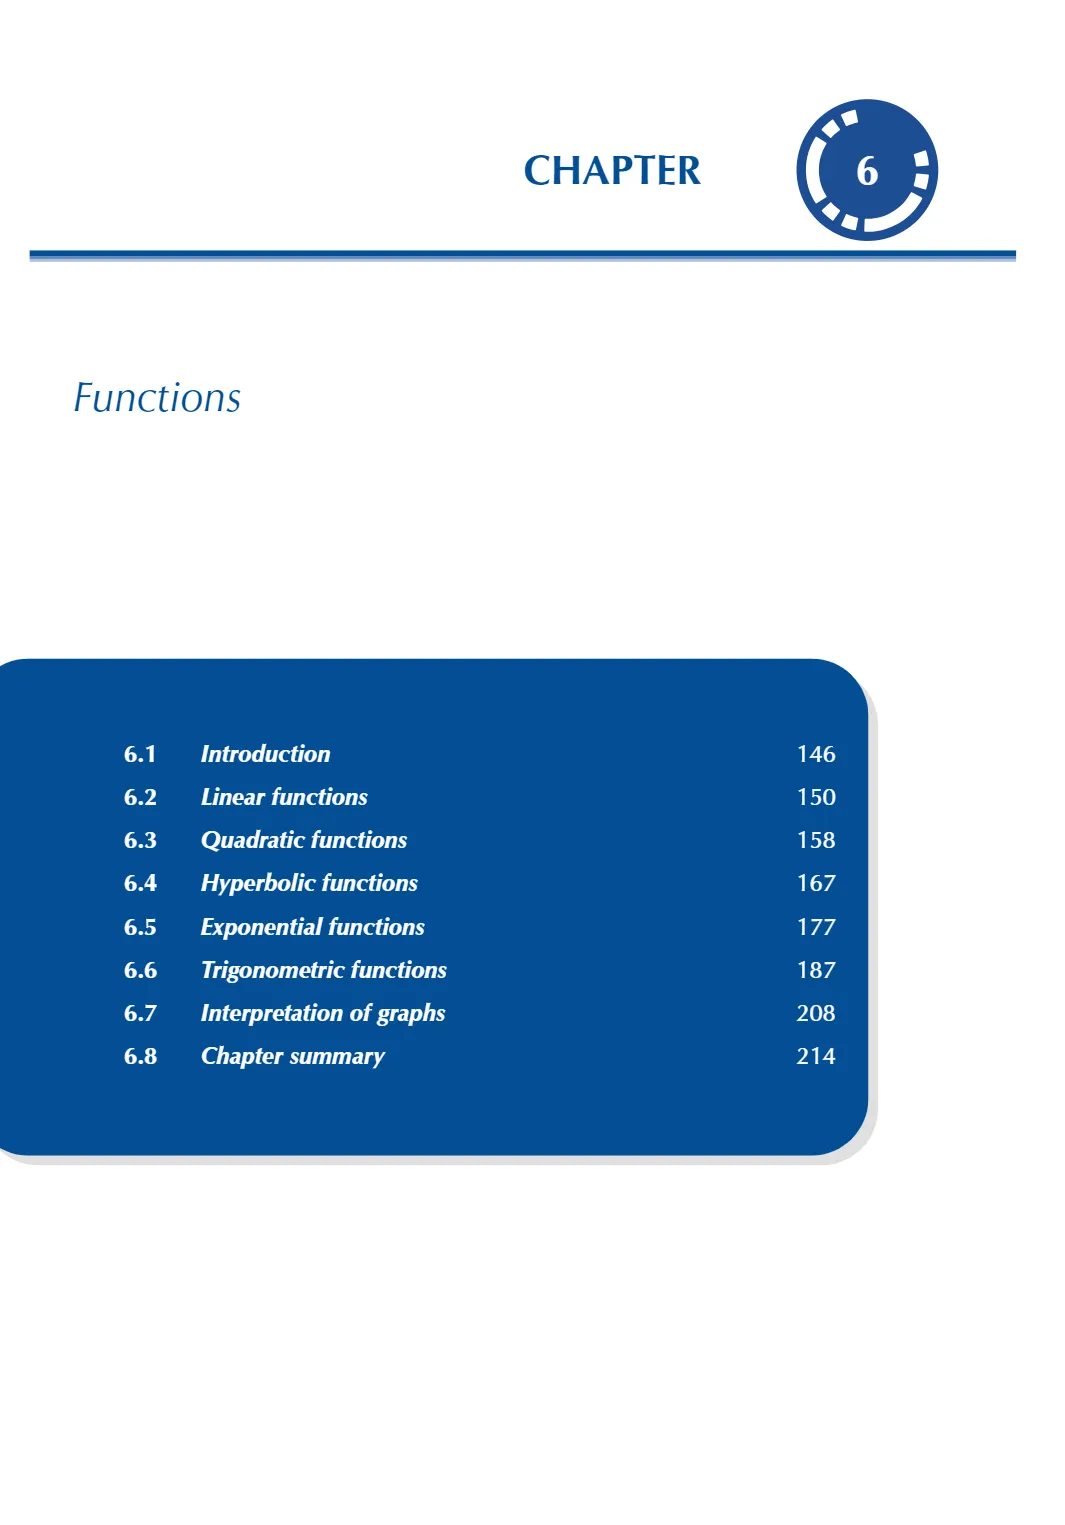 CHAPTER 6
Functions
6.1 Introduction 146
6.2 Linear functions 150
6.3 Quadratic functions 158
6.4 Hyperbolic functions 167
6.5 Exponential functions 177
6.6 Trigonometric functions 187
6.7 Interpretation of graphs 208
6.8 Chapter summary 214